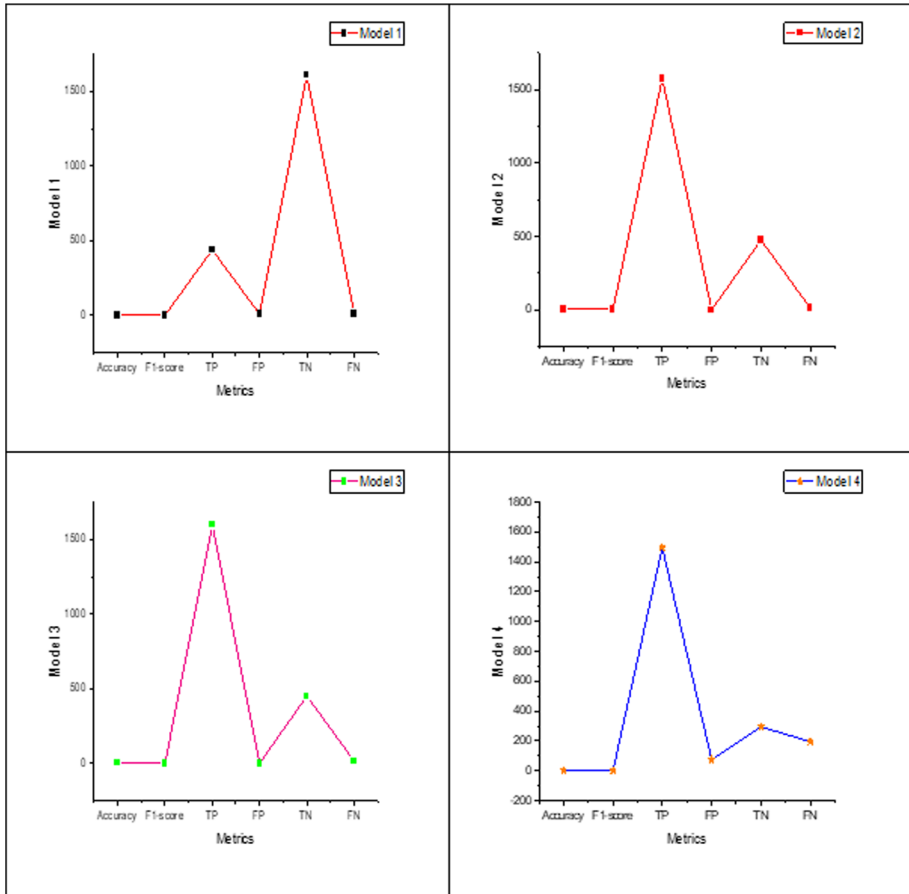 Model 1
1500
1000
500
0
Model 1
Accuracy F1-score TP FP TN FN
Metrics
Model 2
1500
1000
500
0
Model 2
Accuracy F1-score TP FP TN FN
Metrics
Model 3
1500
1000
500
0
Model 3
Accuracy F1-score TP FP TN FN
Metrics
Model 4
1800
1600
1400
1200
1000
800
600
400
200
0
-200
Model 4
Accuracy F1-score TP FP TN FN
Metrics